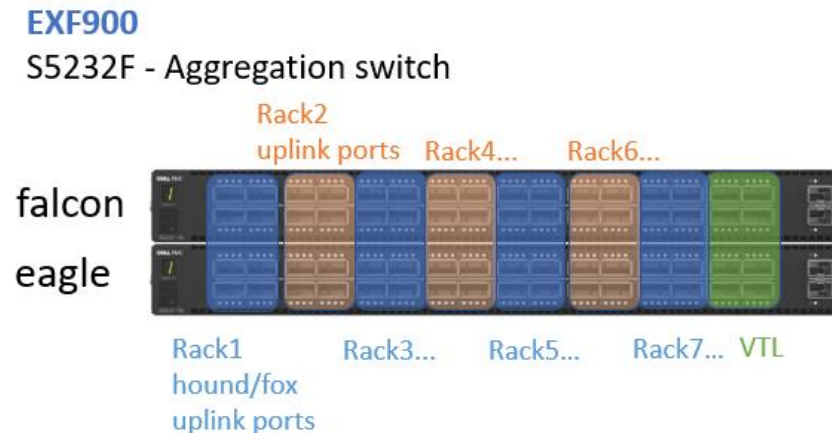 EXF900
S5232F - Aggregation switch
Rack2
uplink ports
Rack4...
Rack6...
falcon
eagle
Rack1
hound/fox
uplink ports
Rack3...
Rack5...
Rack7...
VTL